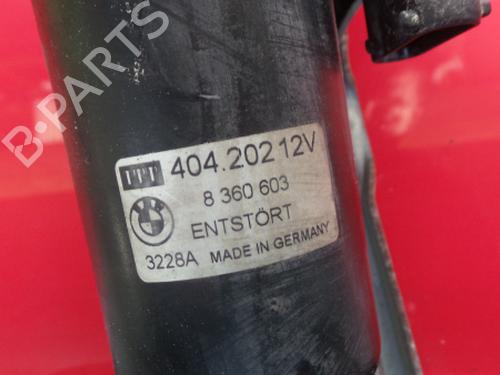 B-PARTS
ITT 404.202 12V
8 360 603
ENTSTÖRT
3228A MADE IN GERMANY